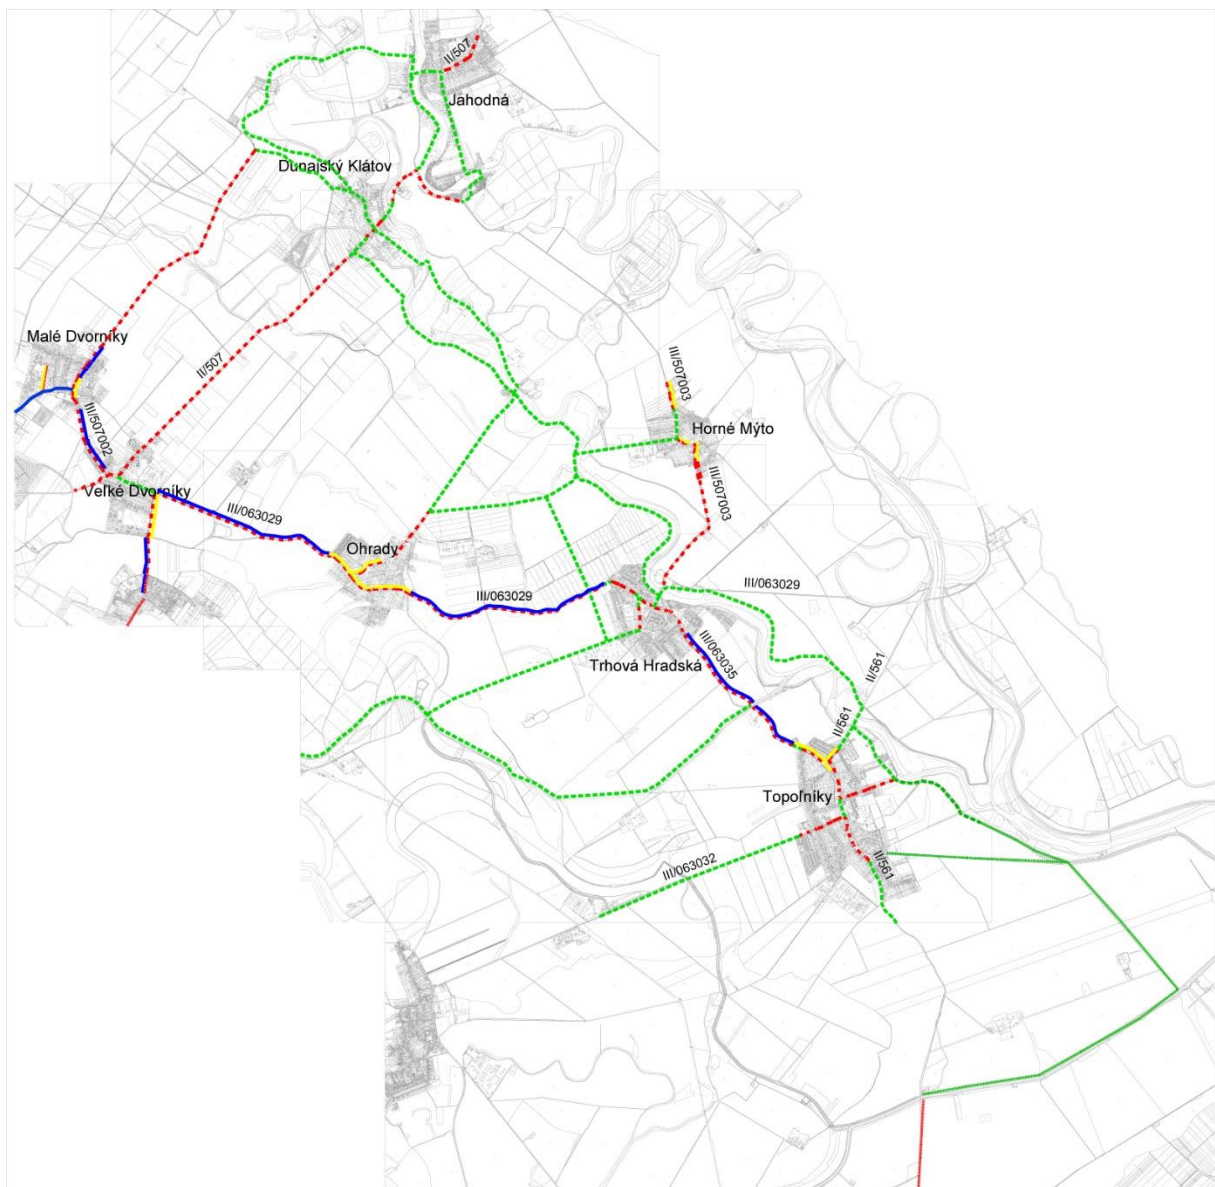 II/507
Jahodná
Dunajský Klátov
Malé Dvorníky
II/507
III/507003
III/507002
Horné Mýto
Veľké Dvorníky
III/507003
III/063029
Ohrady
III/063029
III/063029
III/063035
Trhová Hradská
II/561
II/561
Topoľníky
II/561
III/063032